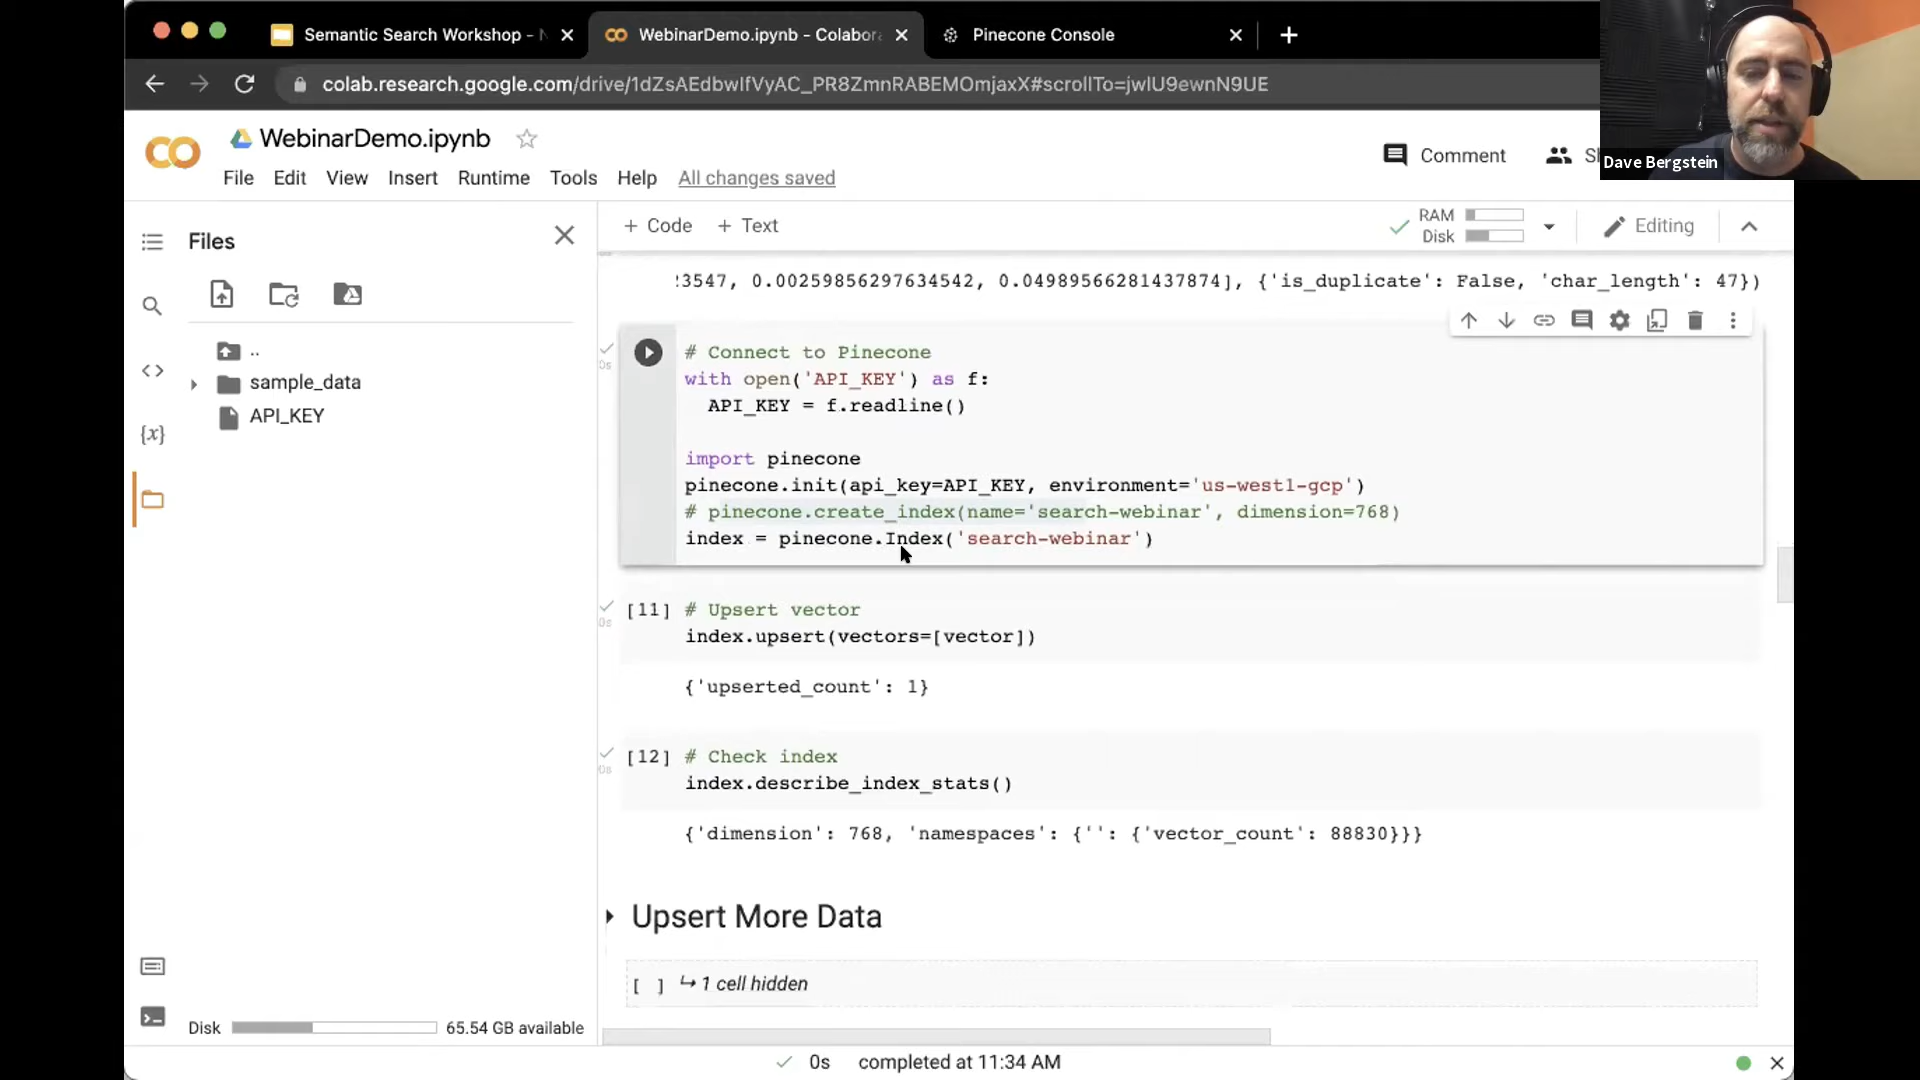 Semantic Search Workshop - N
WebinarDemo.ipynb - Colabora
Pinecone Console
colab.research.google.com/drive/1dZsAEdbwIfVyAC_PR8ZmnRABEMOmjaxX#scrollTo=jwlU9ewnN9UE
Dave Bergstein
WebinarDemo.ipynb
Comment
File Edit View Insert Runtime Tools Help All changes saved
Files
+ Code + Text
RAM
Disk
Editing
:3547, 0.00259856297634542, 0.04989566281437874], {'is_duplicate': False, 'char_length': 47})
..
sample_data
API_KEY
{x}
0s
# Connect to Pinecone
with open('API_KEY') as f:
API_KEY = f.readline()
import pinecone
pinecone.init(api_key=API_KEY, environment='us-west1-gcp')
# pinecone.create_index(name='search-webinar', dimension=768)
index = pinecone.Index('search-webinar')
0s
[11] # Upsert vector
index.upsert(vectors=[vector])
{'upserted_count': 1}
0s
[12] # Check index
index.describe_index_stats()
{'dimension': 768, 'namespaces': {'': {'vector_count': 88830}}}
Upsert More Data
[ ] ↳ 1 cell hidden
Disk 65.54 GB available
0s completed at 11:34 AM